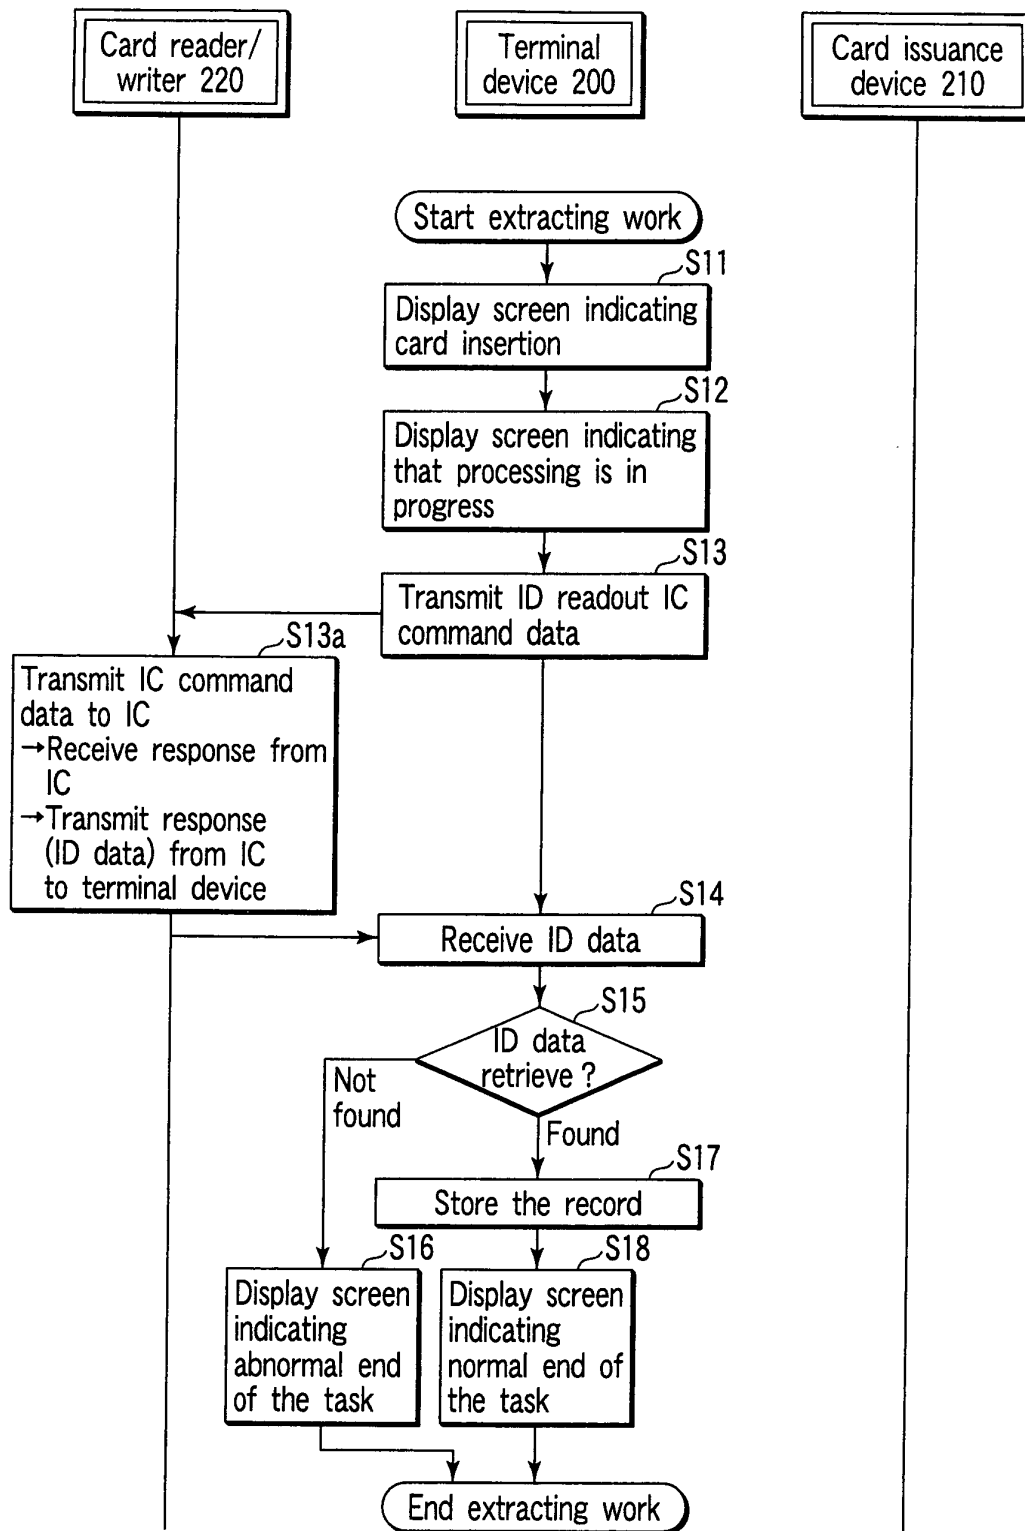 Card reader/
writer 220
Terminal
device 200
Card issuance
device 210
Start extracting work
S11
Display screen indicating
card insertion
S12
Display screen indicating
that processing is in
progress
S13
Transmit ID readout IC
command data
S13a
Transmit IC command
data to IC
→Receive response from
IC
→Transmit response
(ID data) from IC
to terminal device
S14
Receive ID data
S15
ID data
retrieve?
Not
found
Found
S17
Store the record
S16
Display screen
indicating
abnormal end
of the task
S18
Display screen
indicating
normal end of
the task
End extracting work